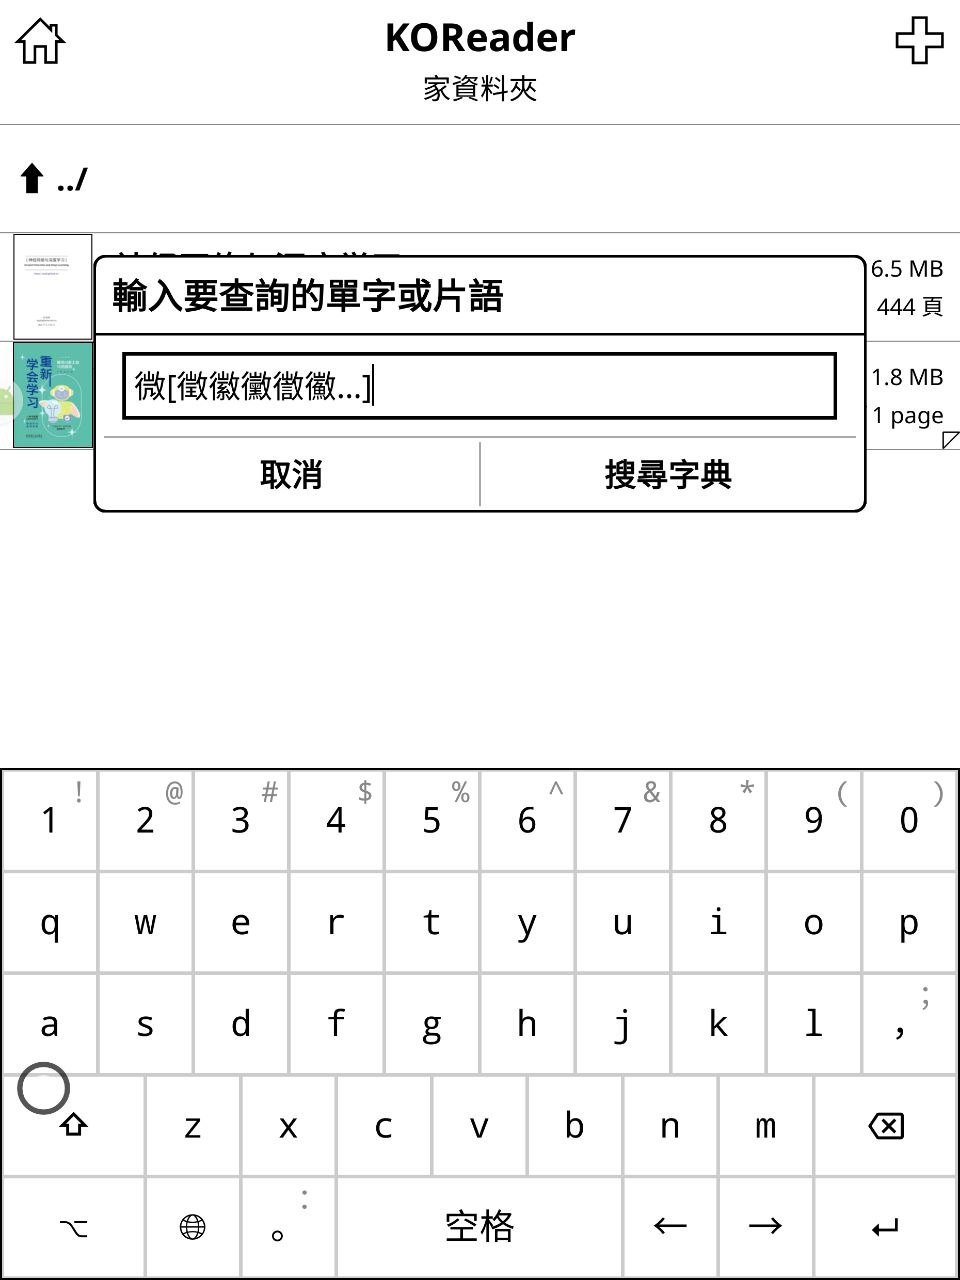 KOReader
家資料夾
../
6.5 MB
444 頁
輸入要查詢的單字或片語
微[徵徽黴
重新
学会学习
1.8 MB
1 page
取消 搜尋字典
! @ # $ % ^ & * ( )
1 2 3 4 5 6 7 8 9 0
q w e r t y u i o p
;
a s d f g h j k l ,
z x c v b n m
:
。 空格 ← → ↵